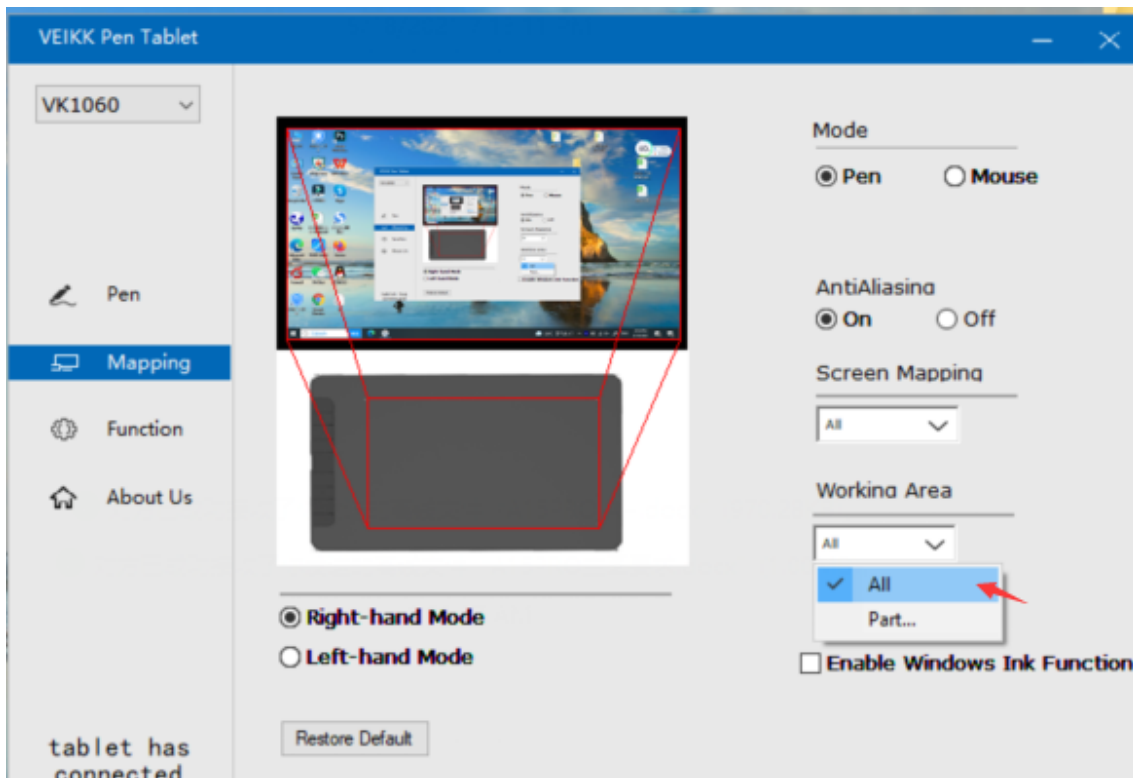 VEIKK Pen Tablet
VK1060
Pen
Mapping
Function
About Us
tablet has
connected
Right-hand Mode
Left-hand Mode
Restore Default
Mode
Pen Mouse
AntiAliasing
On Off
Screen Mapping
All
Working Area
All
All
Part...
Enable Windows Ink Function